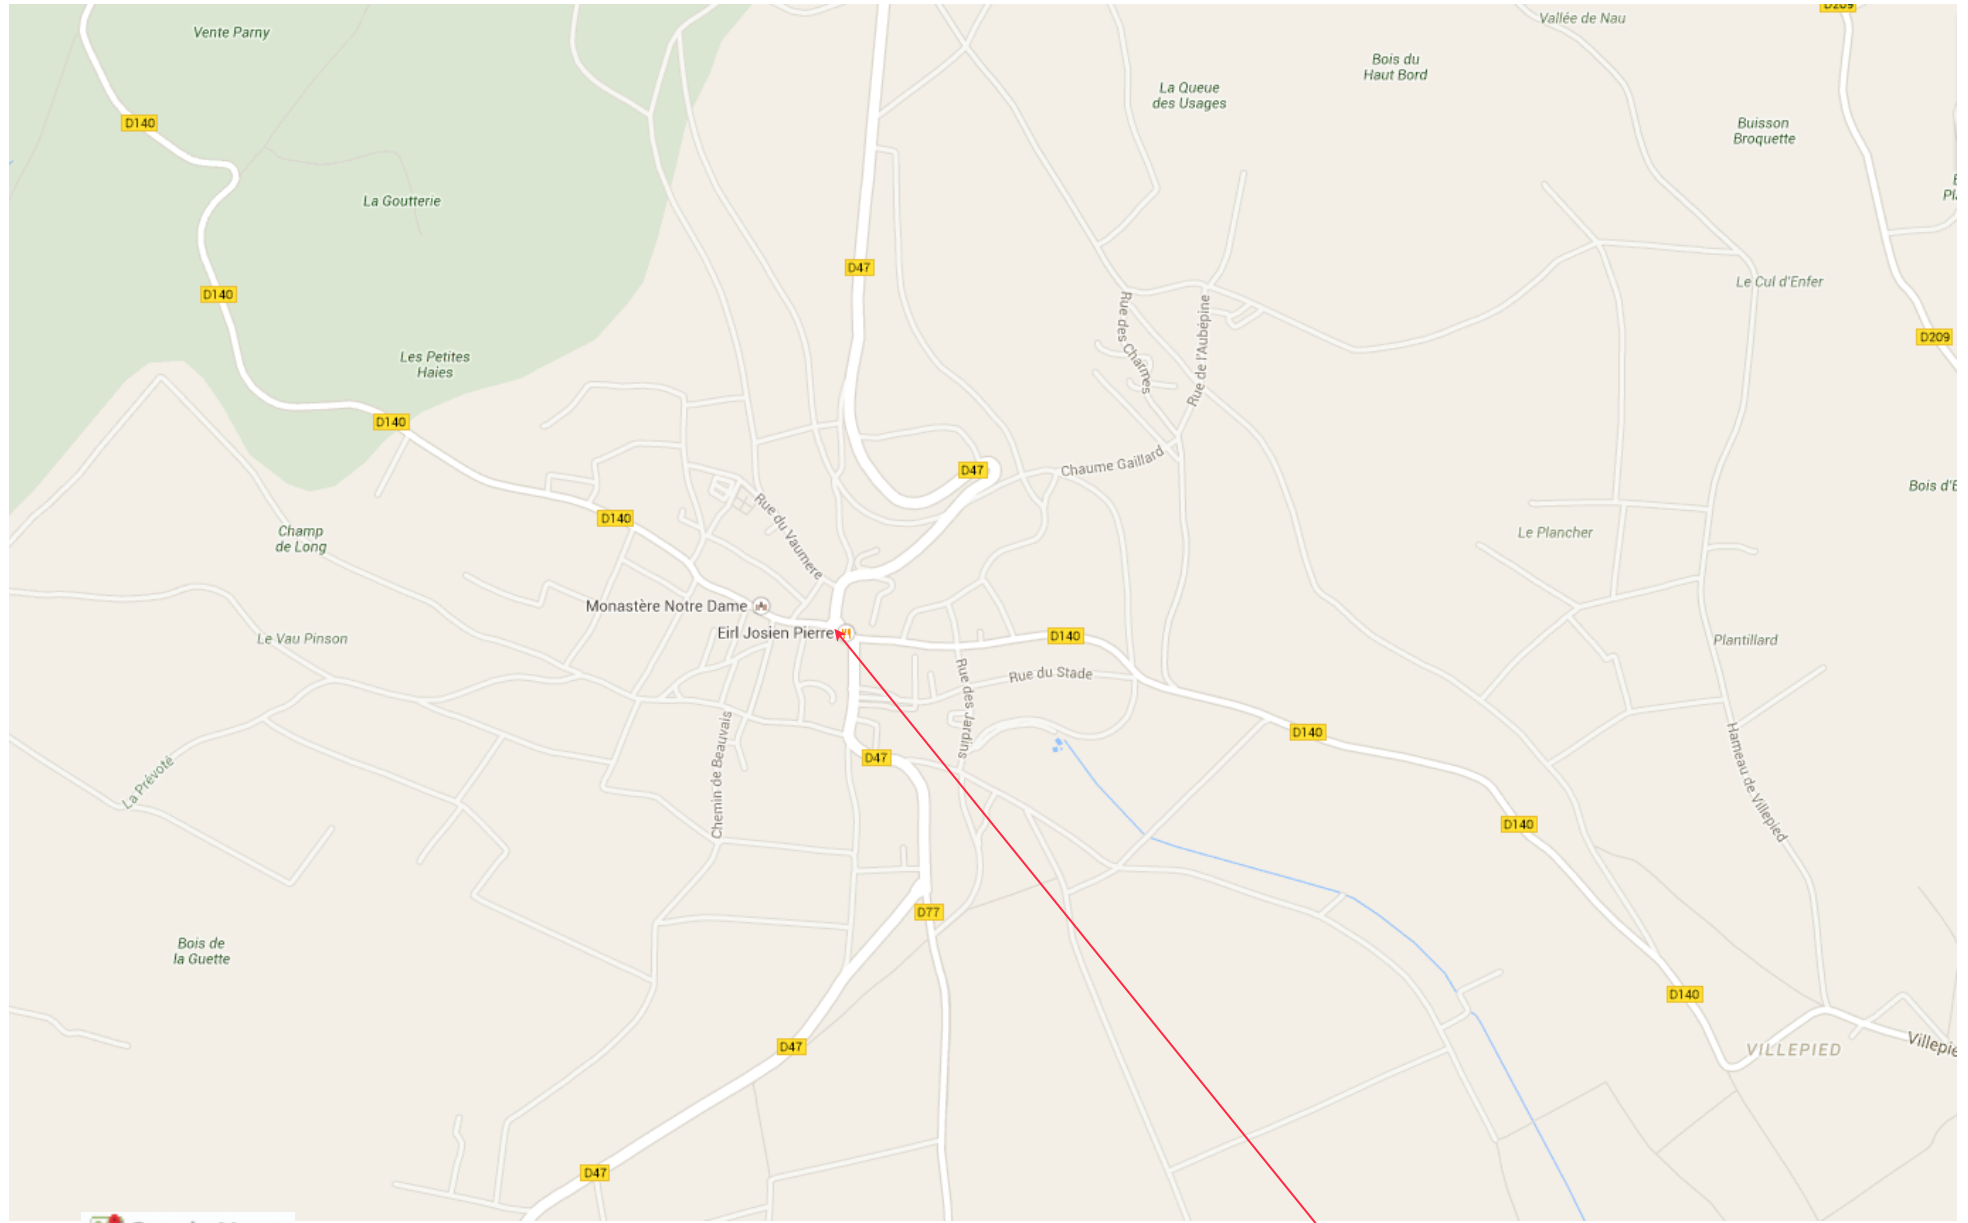 D209
Vallée de Nau
Vente Parny
Bois du
Haut Bord
La Queue
des Usages
D140
Buisson
Broquette
La Goutterie
D47
D140
Le Cul d'Enfer
Rue des Charmes
Rue de l'Aubépine
D209
Les Petites
Haies
D140
D47
Chaume Gaillard
D140
Rue du Vaumere
Champ
de Long
Le Plancher
Monastère Notre Dame
Eirl Josien Pierre
D140
Le Vau Pinson
Plantillard
Rue du Stade
Rue des Jardins
D140
Chemin de Beauvais
D47
La Prévoté
Hameau de Villepied
D140
D77
Bois de
la Guette
D140
D47
VILLEPIED
D47